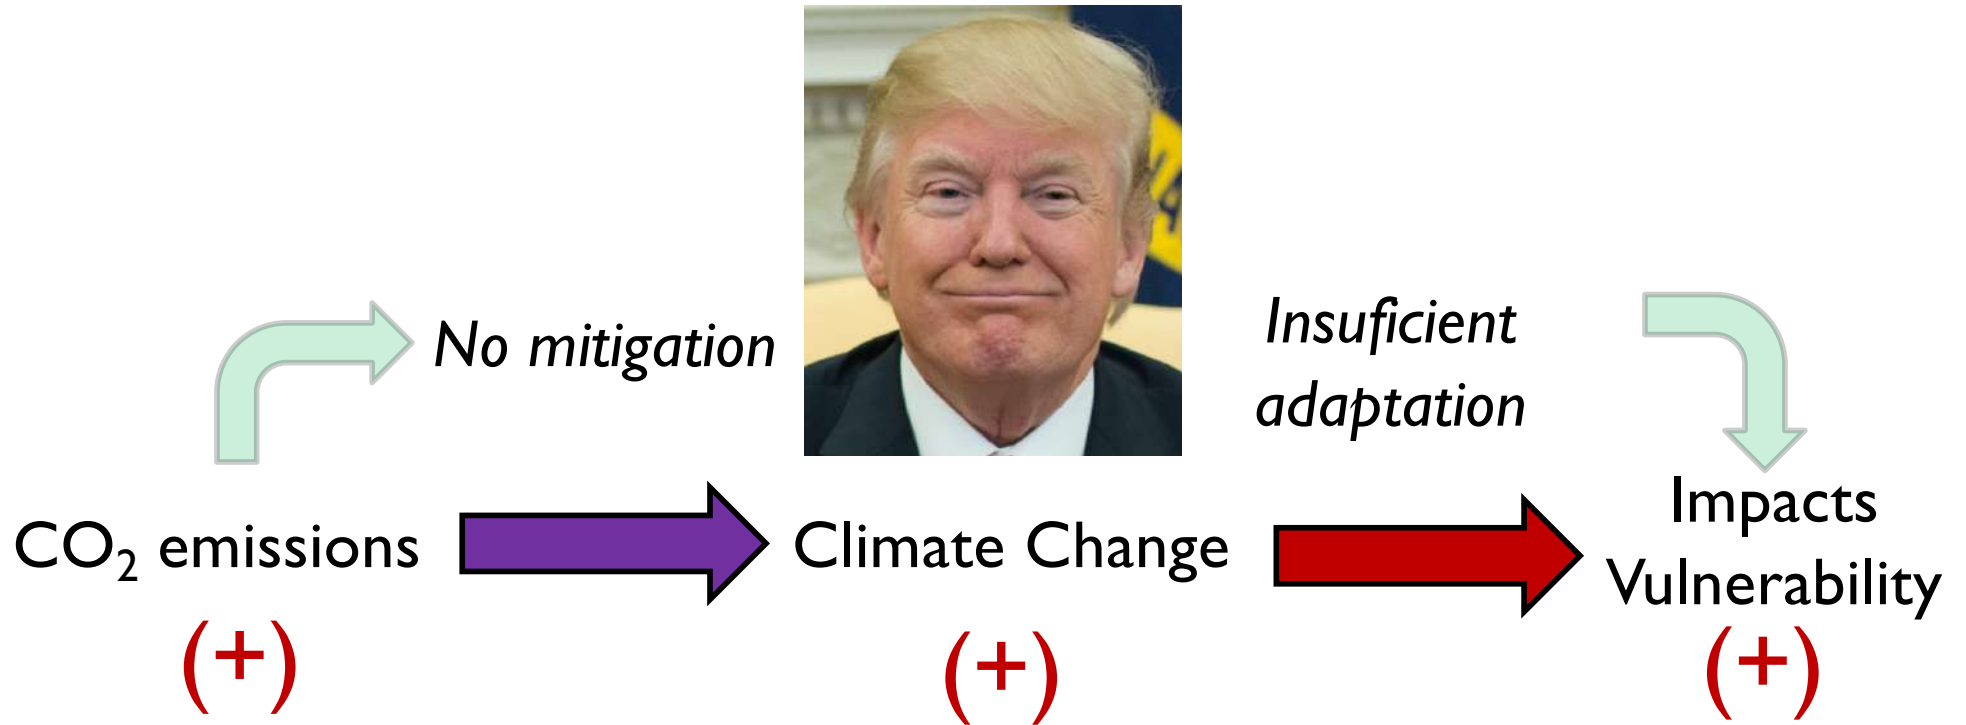 No mitigation
Insuficient
adaptation
CO₂ emissions
Climate Change
Impacts
Vulnerability
(+)
(+)
(+)